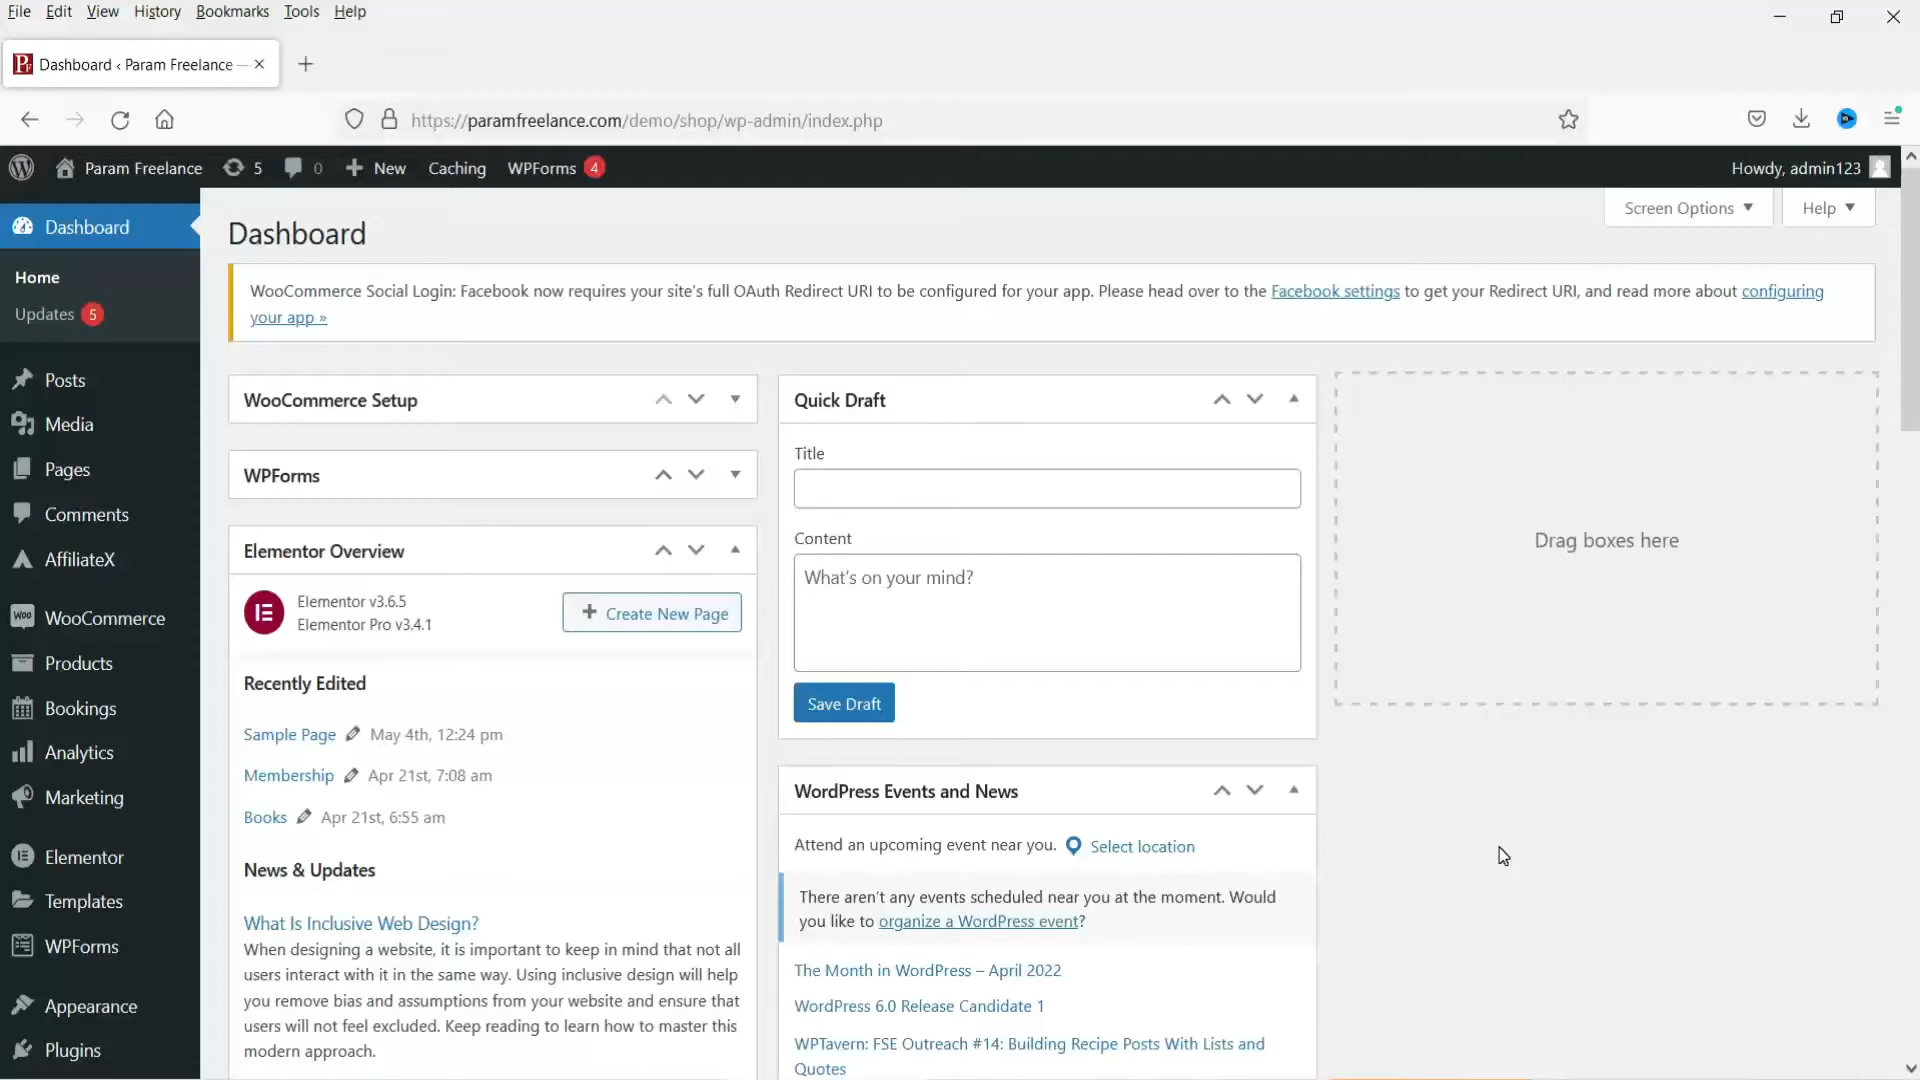 File Edit View History Bookmarks Tools Help
Dashboard ‹ Param Freelance —
https://paramfreelance.com/demo/shop/wp-admin/index.php
Param Freelance 5 0 New Caching WPForms 4 Howdy, admin123
Screen Options Help
Dashboard
Home
Updates 5
Posts
Media
Pages
Comments
AffiliateX
WooCommerce
Products
Bookings
Analytics
Marketing
Elementor
Templates
WPForms
Appearance
Plugins
Dashboard
WooCommerce Social Login: Facebook now requires your site's full OAuth Redirect URI to be configured for your app. Please head over to the Facebook settings to get your Redirect URI, and read more about configuring
your app »
WooCommerce Setup
WPForms
Elementor Overview
Elementor v3.6.5
Elementor Pro v3.4.1
Create New Page
Recently Edited
Sample Page May 4th, 12:24 pm
Membership Apr 21st, 7:08 am
Books Apr 21st, 6:55 am
News & Updates
What Is Inclusive Web Design?
When designing a website, it is important to keep in mind that not all
users interact with it in the same way. Using inclusive design will help
you remove bias and assumptions from your website and ensure that
users will not feel excluded. Keep reading to learn how to master this
modern approach.
Quick Draft
Title
Content
What's on your mind?
Save Draft
WordPress Events and News
Attend an upcoming event near you. Select location
There aren't any events scheduled near you at the moment. Would
you like to organize a WordPress event?
The Month in WordPress – April 2022
WordPress 6.0 Release Candidate 1
WPTavern: FSE Outreach #14: Building Recipe Posts With Lists and
Quotes
Drag boxes here